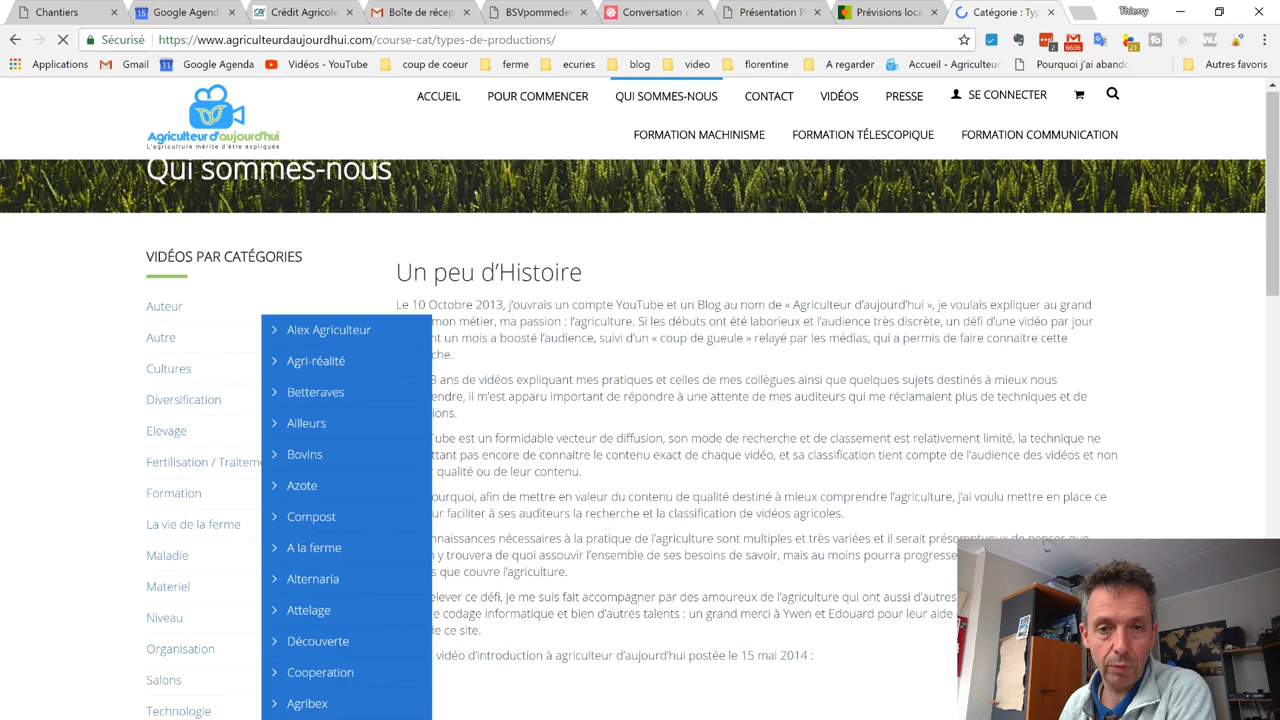 Chantiers
Google Agend
Crédit Agricole
Boîte de récep
BSVpommedet
Conversation a
Présentation P
Prévisions loca
Catégorie : Typ
Thierry
Sécurisé
https://www.agriculteurdaujourdhui.com/course-cat/types-de-productions/
2
6636
21
Applications
Gmail
Google Agenda
Vidéos - YouTube
coup de coeur
ferme
ecuries
blog
video
florentine
A regarder
Accueil - Agriculteur
Pourquoi j'ai aband
Autres favoris
Agriculteur d'aujourd'hui
L'agriculture mérite d'être expliquée
ACCUEIL
POUR COMMENCER
QUI SOMMES-NOUS
CONTACT
VIDÉOS
PRESSE
SE CONNECTER
FORMATION MACHINISME
FORMATION TÉLESCOPIQUE
FORMATION COMMUNICATION
Qui sommes-nous
VIDÉOS PAR CATÉGORIES
Auteur
Autre
Cultures
Diversification
Elevage
Fertilisation / Traiteme
Formation
La vie de la ferme
Maladie
Materiel
Niveau
Organisation
Salons
Technologie
Alex Agriculteur
Agri-réalité
Betteraves
Ailleurs
Bovins
Azote
Compost
A la ferme
Alternaria
Attelage
Découverte
Cooperation
Agribex
Un peu d'Histoire
Le 10 Octobre 2013, j'ouvrais un compte YouTube et un Blog au nom de « Agriculteur d'aujourd'hui », je voulais expliquer au grand
mon métier, ma passion : l'agriculture. Si les débuts ont été laborieux et l'audience très discrète, un défi d'une vidéo par jour
nt un mois a boosté l'audience, suivi d'un « coup de gueule » relayé par les médias, qui a permis de faire connaitre cette
che.
3 ans de vidéos expliquant mes pratiques et celles de mes collègues ainsi que quelques sujets destinés à mieux nous
endre, il m'est apparu important de répondre à une attente de mes auditeurs qui me réclamaient plus de techniques et de
ions.
Tube est un formidable vecteur de diffusion, son mode de recherche et de classement est relativement limité, la technique ne
ttant pas encore de connaitre le contenu exact de chaque vidéo, et sa classification tient compte de l'audience des vidéos et non
r qualité ou de leur contenu.
ourquoi, afin de mettre en valeur du contenu de qualité destiné à mieux comprendre l'agriculture, j'ai voulu mettre en place ce
ur faciliter à ses auditeurs la recherche et la classification de vidéos agricoles.
nnaissances nécessaires à la pratique de l'agriculture sont multiples et très variées et il serait présomptueux de penser que
n y trouvera de quoi assouvir l'ensemble de ses besoins de savoir, mais au moins pourra progresse
s que couvre l'agriculture.
elever ce défi, je me suis fait accompagner par des amoureux de l'agriculture qui ont aussi d'autres
e codage informatique et bien d'autres talents : un grand merci à Ywen et Edouard pour leur aide
de ce site.
vidéo d'introduction à agriculteur d'aujourd'hui postée le 15 mai 2014 :